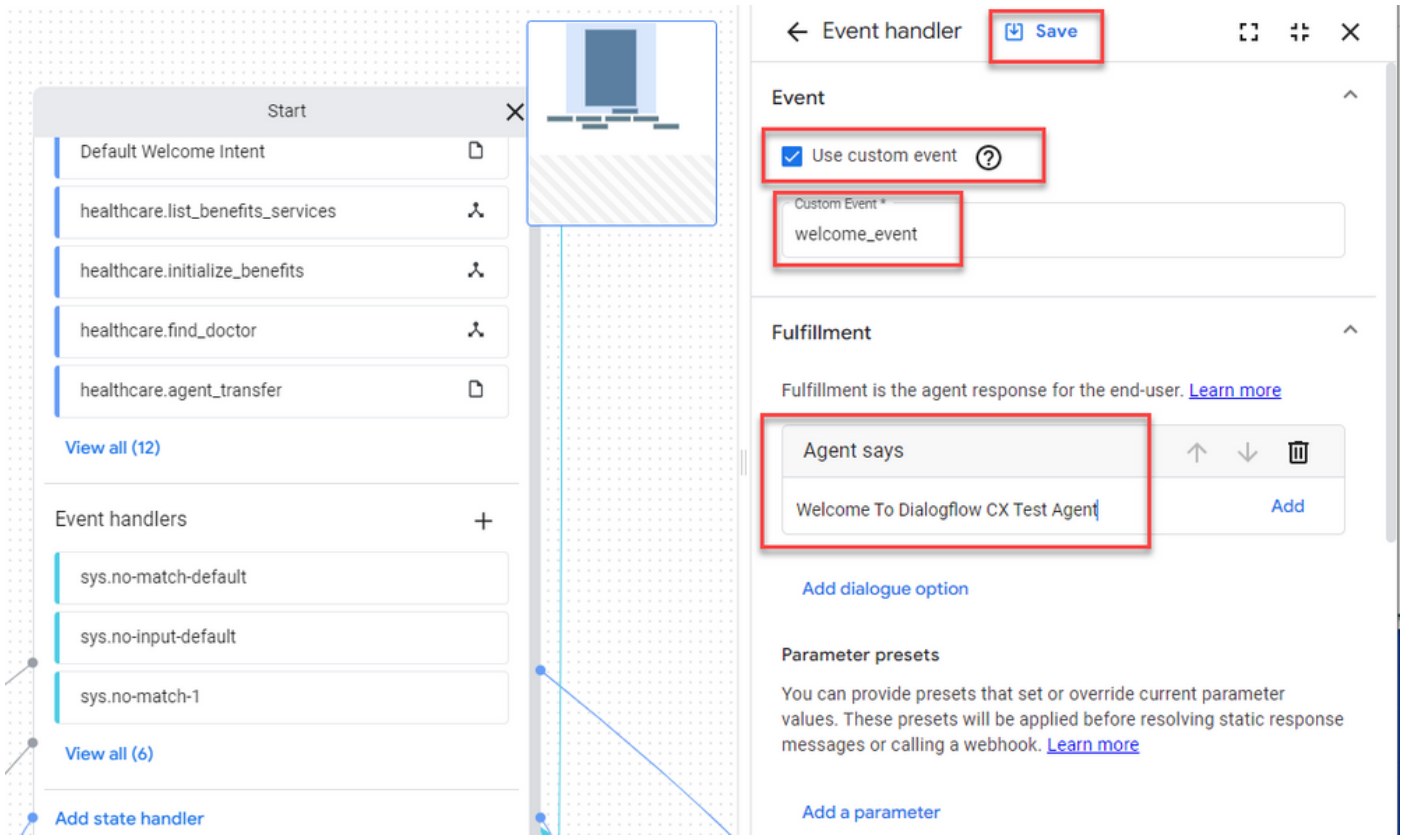 Start
Default Welcome Intent
healthcare.list_benefits_services
healthcare.initialize_benefits
healthcare.find_doctor
healthcare.agent_transfer
View all (12)
Event handlers
sys.no-match-default
sys.no-input-default
sys.no-match-1
View all (6)
Add state handler
Event handler
Save
Event
Use custom event
Custom Event *
welcome_event
Fulfillment
Fulfillment is the agent response for the end-user. Learn more
Agent says
Welcome To Dialogflow CX Test Agent
Add
Add dialogue option
Parameter presets
You can provide presets that set or override current parameter
values. These presets will be applied before resolving static response
messages or calling a webhook. Learn more
Add a parameter